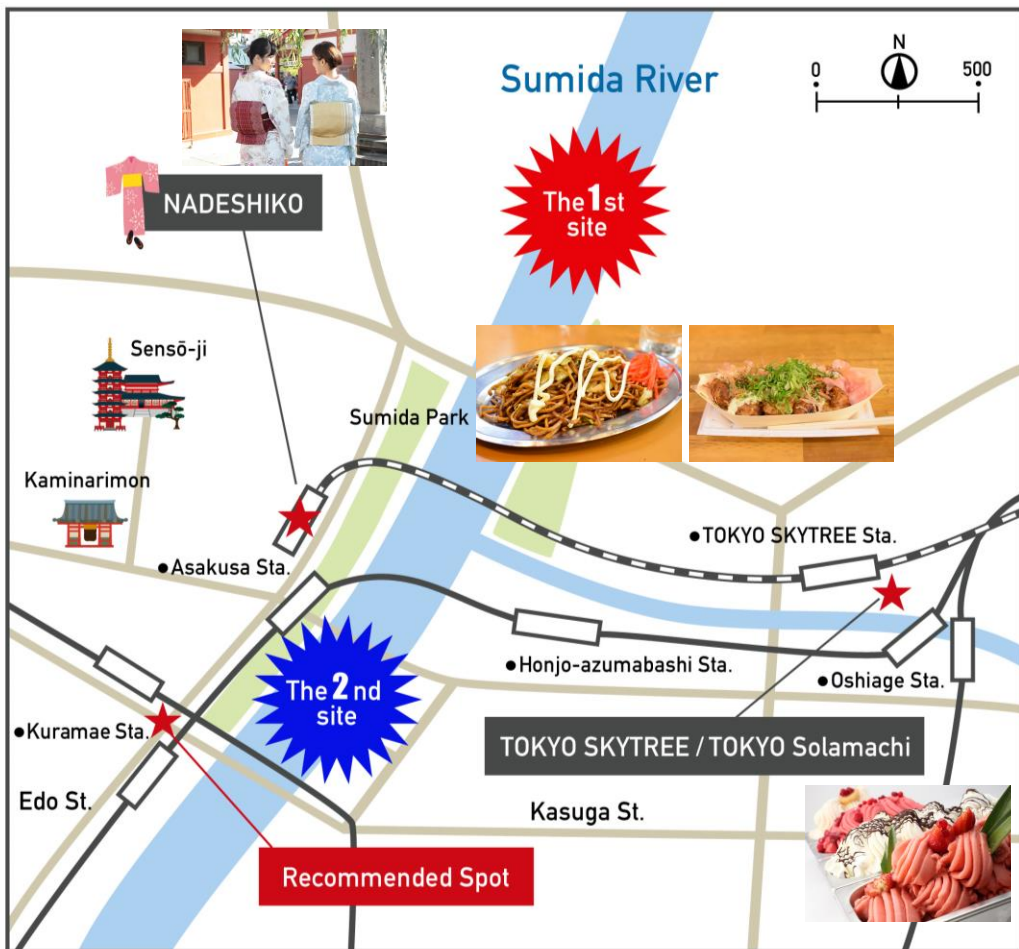 Sumida River
N
0
500
The 1st
site
NADESHIKO
Sensō-ji
Sumida Park
Kaminarimon
•TOKYO SKYTREE Sta.
•Asakusa Sta.
•Honjo-azumabashi Sta.
•Oshiage Sta.
The 2nd
site
•Kuramae Sta.
TOKYO SKYTREE / TOKYO Solamachi
Edo St.
Kasuga St.
Recommended Spot